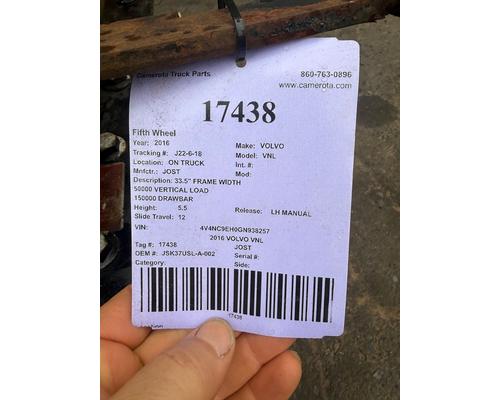 Camerota Truck Parts 860-763-0896
www.camerota.com
17438
Fifth Wheel
Year: 2016 Make: VOLVO
Tracking #: J22-6-18 Model: VNL
Location: ON TRUCK Int. #:
Mnfctr.: JOST Mod:
Description: 33.5" FRAME WIDTH
50000 VERTICAL LOAD
150000 DRAWBAR
Height: 5.5 Release: LH MANUAL
Slide Travel: 12
VIN: 4V4NC9EH0GN938257
2016 VOLVO VNL
Tag #: 17438 JOST
OEM #: JSK37USL-A-002 Serial #:
Category: Side:
17438